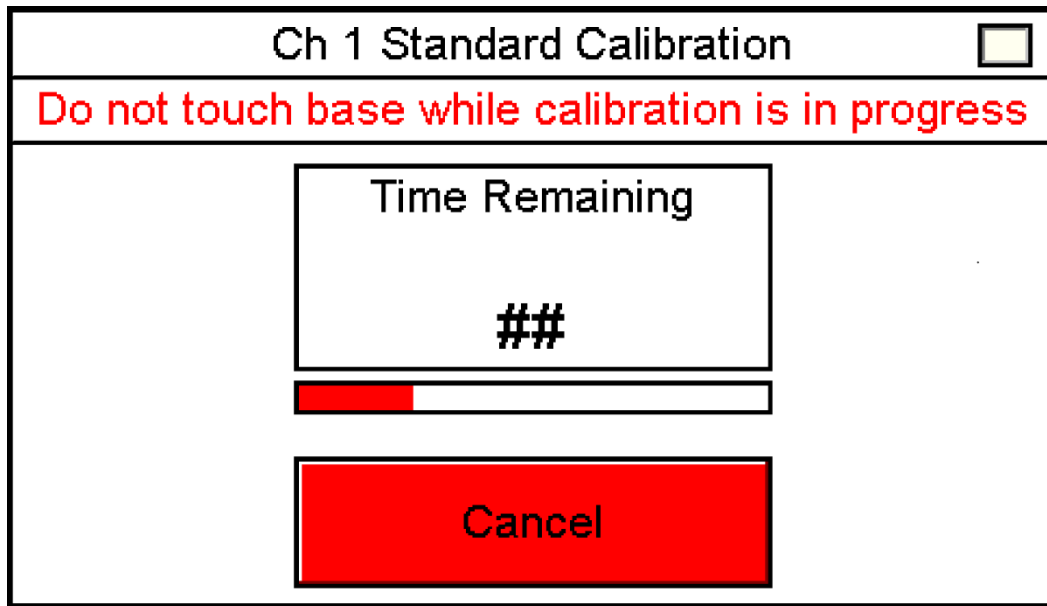 Ch 1 Standard Calibration
Do not touch base while calibration is in progress
Time Remaining
##
Cancel